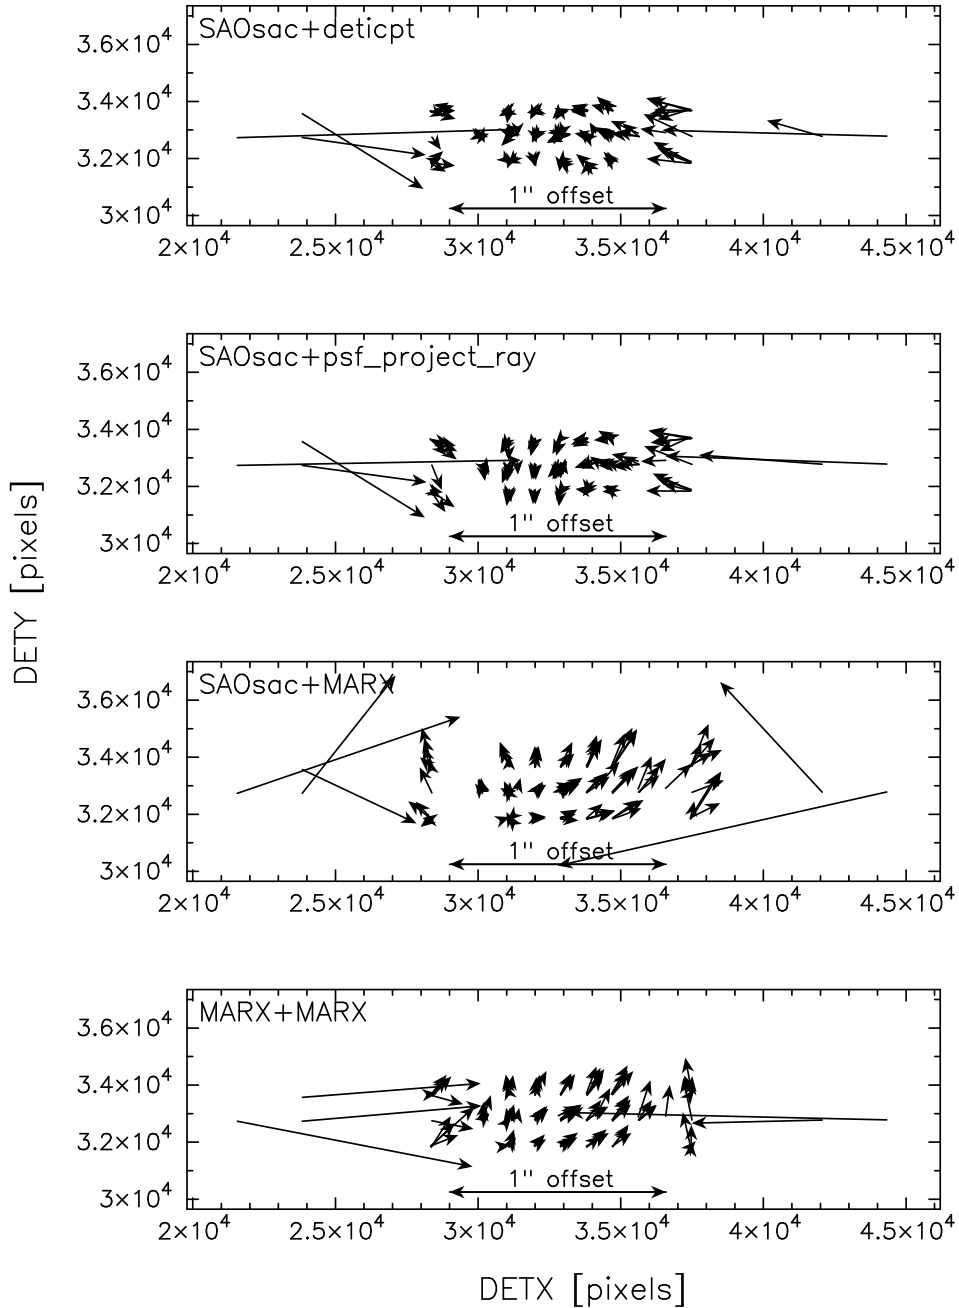 SAOsac+deticpt
3.6×10⁴
3.4×10⁴
3.2×10⁴
3×10⁴
1'' offset
2×10⁴ 2.5×10⁴ 3×10⁴ 3.5×10⁴ 4×10⁴ 4.5×10⁴
SAOsac+psf_project_ray
3.6×10⁴
3.4×10⁴
3.2×10⁴
3×10⁴
1'' offset
2×10⁴ 2.5×10⁴ 3×10⁴ 3.5×10⁴ 4×10⁴ 4.5×10⁴
DETY [pixels]
SAOsac+MARX
3.6×10⁴
3.4×10⁴
3.2×10⁴
3×10⁴
1'' offset
2×10⁴ 2.5×10⁴ 3×10⁴ 3.5×10⁴ 4×10⁴ 4.5×10⁴
MARX+MARX
3.6×10⁴
3.4×10⁴
3.2×10⁴
3×10⁴
1'' offset
2×10⁴ 2.5×10⁴ 3×10⁴ 3.5×10⁴ 4×10⁴ 4.5×10⁴
DETX [pixels]